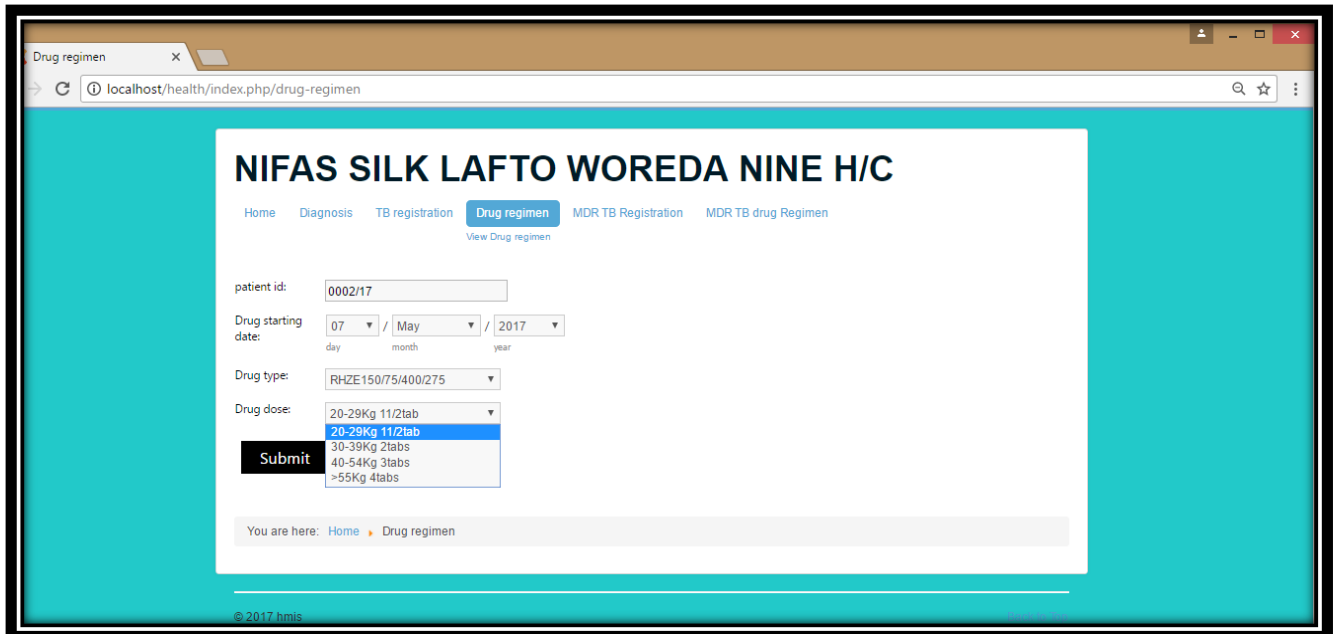 Drug regimen
localhost/health/index.php/drug-regimen
NIFAS SILK LAFTO WOREDA NINE H/C
Home Diagnosis TB registration Drug regimen MDR TB Registration MDR TB drug Regimen
View Drug regimen
patient id: 0002/17
Drug starting date: 07 / May / 2017
day month year
Drug type: RHZE150/75/400/275
Drug dose: 20-29Kg 11/2tab
20-29Kg 11/2tab
30-39Kg 2tabs
40-54Kg 3tabs
>55Kg 4tabs
Submit
You are here: Home Drug regimen
© 2017 hmis
Back to Top